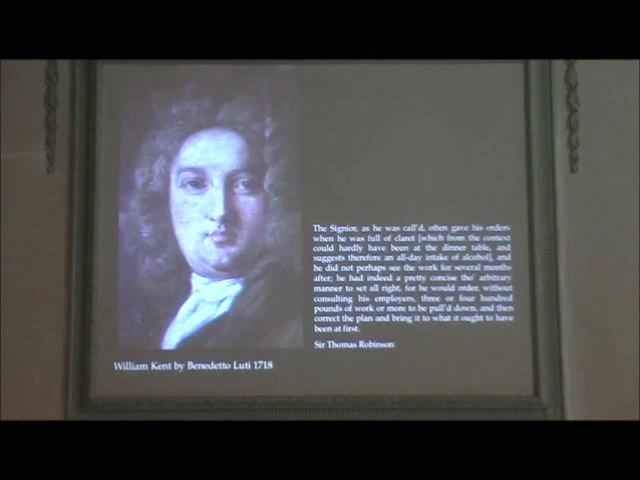 The Signior, as he was call'd, often gave his orders
when he was full of claret [which from the context
could hardly have been at the dinner table, and
suggests therefore an all-day intake of alcohol], and
he did not perhaps see the work for several months
after; he had indeed a pretty concise tho' arbitrary
manner to set all right, for he would order, without
consulting his employers, three or four hundred
pounds of work or more to be pull'd down, and then
correct the plan and bring it to what it ought to have
been at first.
Sir Thomas Robinson
William Kent by Benedetto Luti 1718